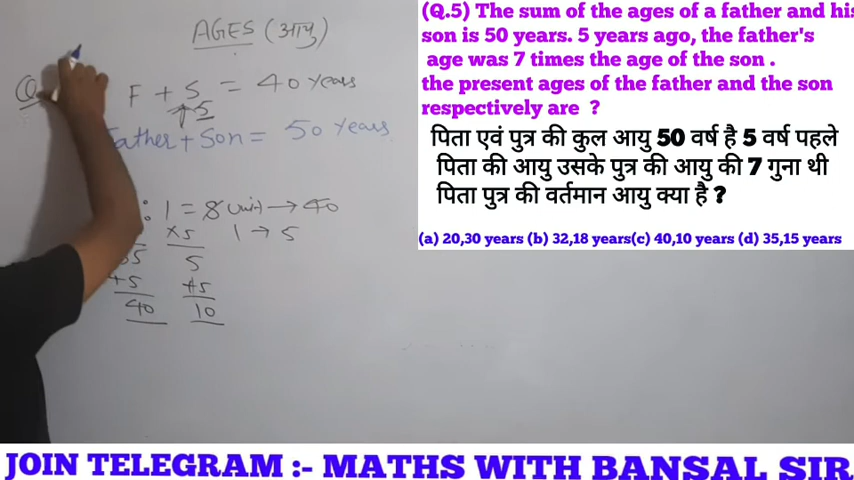 AGES (आयु)
Q
F + S = 40 years
5
ather + Son = 50 years
: 1 = 8 unit → 40
×5 1 → 5
35 5
+5 +5
40 10
(Q.5) The sum of the ages of a father and his
son is 50 years. 5 years ago, the father's
age was 7 times the age of the son .
the present ages of the father and the son
respectively are ?
पिता एवं पुत्र की कुल आयु 50 वर्ष है 5 वर्ष पहले
पिता की आयु उसके पुत्र की आयु की 7 गुना थी
पिता पुत्र की वर्तमान आयु क्या है ?
(a) 20,30 years (b) 32,18 years(c) 40,10 years (d) 35,15 years
JOIN TELEGRAM :- MATHS WITH BANSAL SIR